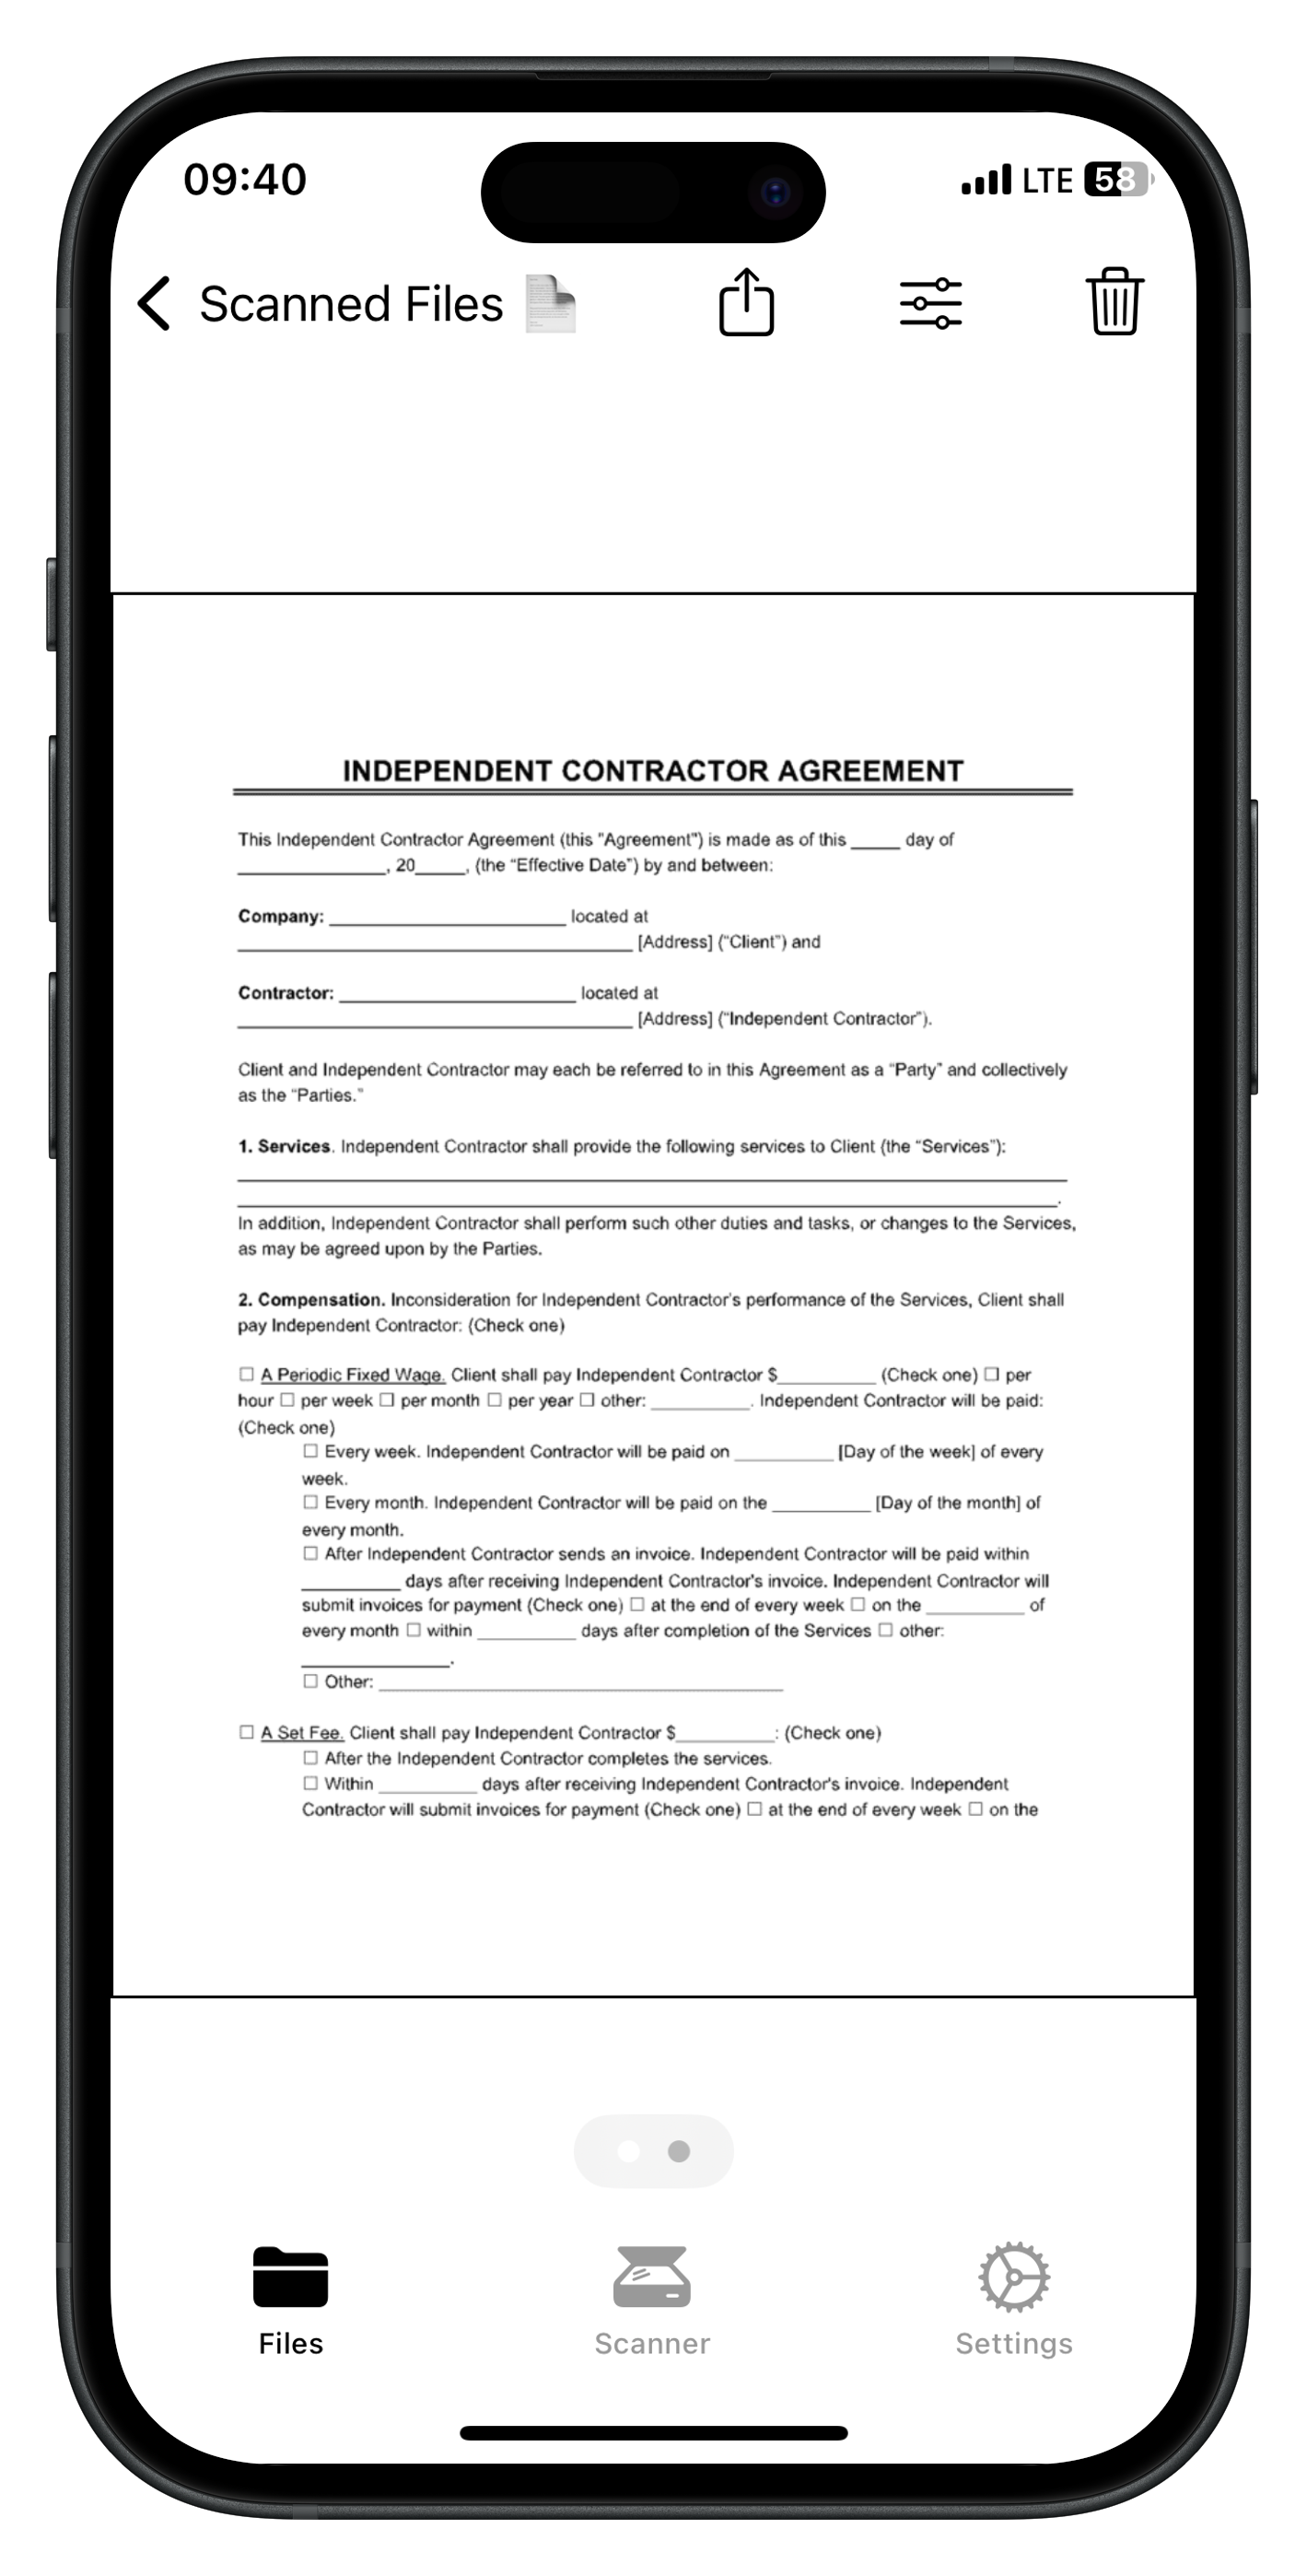 09:40
LTE 58
Scanned Files
INDEPENDENT CONTRACTOR AGREEMENT
This Independent Contractor Agreement (this "Agreement") is made as of this _____ day of
_______________, 20_____, (the “Effective Date”) by and between:
Company: ________________________ located at
________________________________________ [Address] (“Client”) and
Contractor: ________________________ located at
________________________________________ [Address] (“Independent Contractor”).
Client and Independent Contractor may each be referred to in this Agreement as a “Party” and collectively
as the “Parties.”
1. Services. Independent Contractor shall provide the following services to Client (the “Services”):
____________________________________________________________________________________
___________________________________________________________________________________.
In addition, Independent Contractor shall perform such other duties and tasks, or changes to the Services,
as may be agreed upon by the Parties.
2. Compensation. Inconsideration for Independent Contractor's performance of the Services, Client shall
pay Independent Contractor: (Check one)
☐ A Periodic Fixed Wage. Client shall pay Independent Contractor $__________ (Check one) ☐ per
hour ☐ per week ☐ per month ☐ per year ☐ other: __________. Independent Contractor will be paid:
(Check one)
☐ Every week. Independent Contractor will be paid on __________ [Day of the week] of every
week.
☐ Every month. Independent Contractor will be paid on the __________ [Day of the month] of
every month.
☐ After Independent Contractor sends an invoice. Independent Contractor will be paid within
__________ days after receiving Independent Contractor's invoice. Independent Contractor will
submit invoices for payment (Check one) ☐ at the end of every week ☐ on the __________ of
every month ☐ within __________ days after completion of the Services ☐ other:
_______________.
☐ Other: _________________________________________
☐ A Set Fee. Client shall pay Independent Contractor $__________: (Check one)
☐ After the Independent Contractor completes the services.
☐ Within __________ days after receiving Independent Contractor's invoice. Independent
Contractor will submit invoices for payment (Check one) ☐ at the end of every week ☐ on the
Files
Scanner
Settings